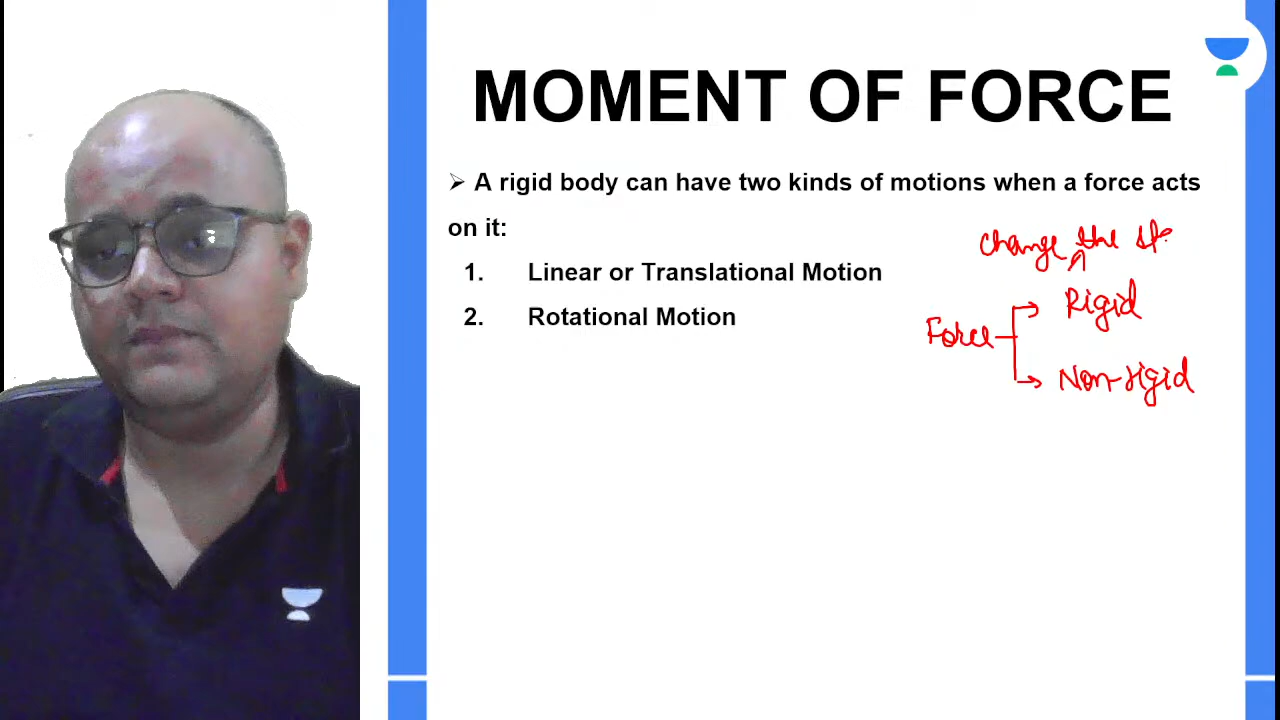 MOMENT OF FORCE
➢ A rigid body can have two kinds of motions when a force acts
on it:
1. Linear or Translational Motion
2. Rotational Motion
Change the st
Force
Rigid
Non-rigid